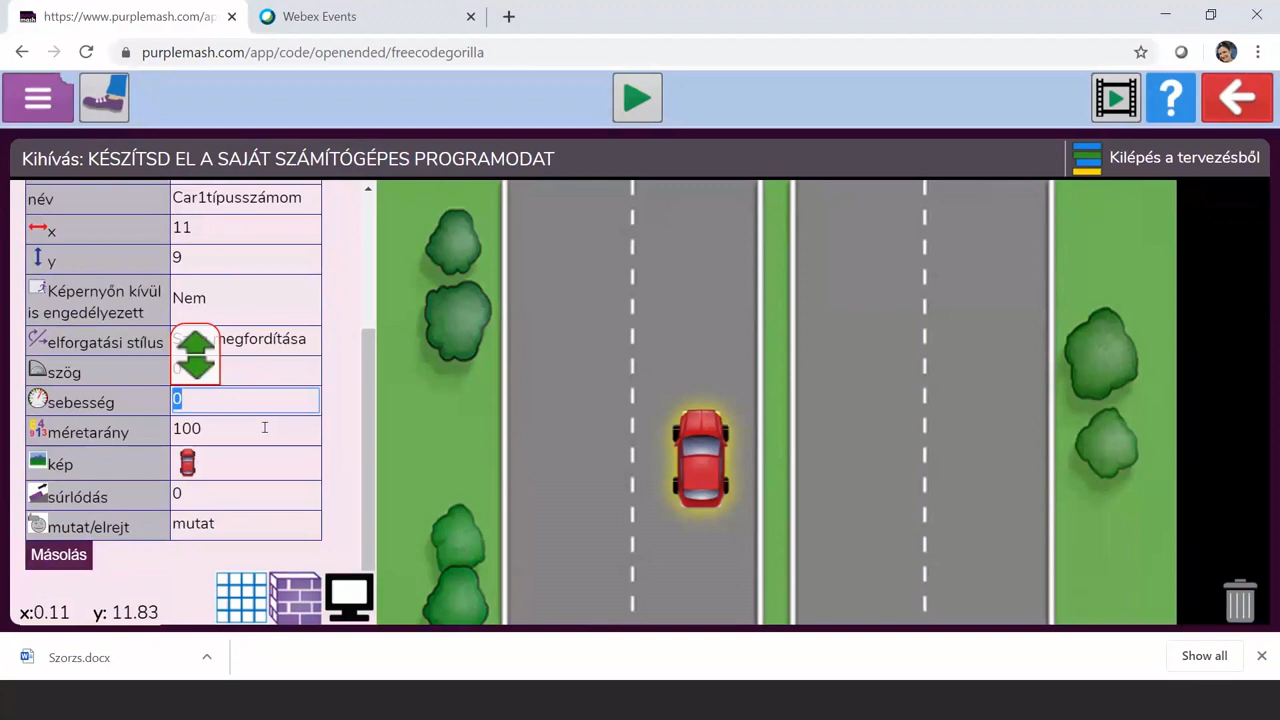 https://www.purplemash.com/ap
Webex Events
purplemash.com/app/code/openended/freecodegorilla
Kihívás: KÉSZÍTSD EL A SAJÁT SZÁMÍTÓGÉPES PROGRAMODAT
Kilépés a tervezésből
név Car1típusszámom
x 11
y 9
Képernyőn kívül
is engedélyezett Nem
elforgatási stílus megfordítása
szög 0
sebesség 0
méretarány 100
kép
súrlódás 0
mutat/elrejt mutat
Másolás
x:0.11 y: 11.83
Szorzs.docx
Show all